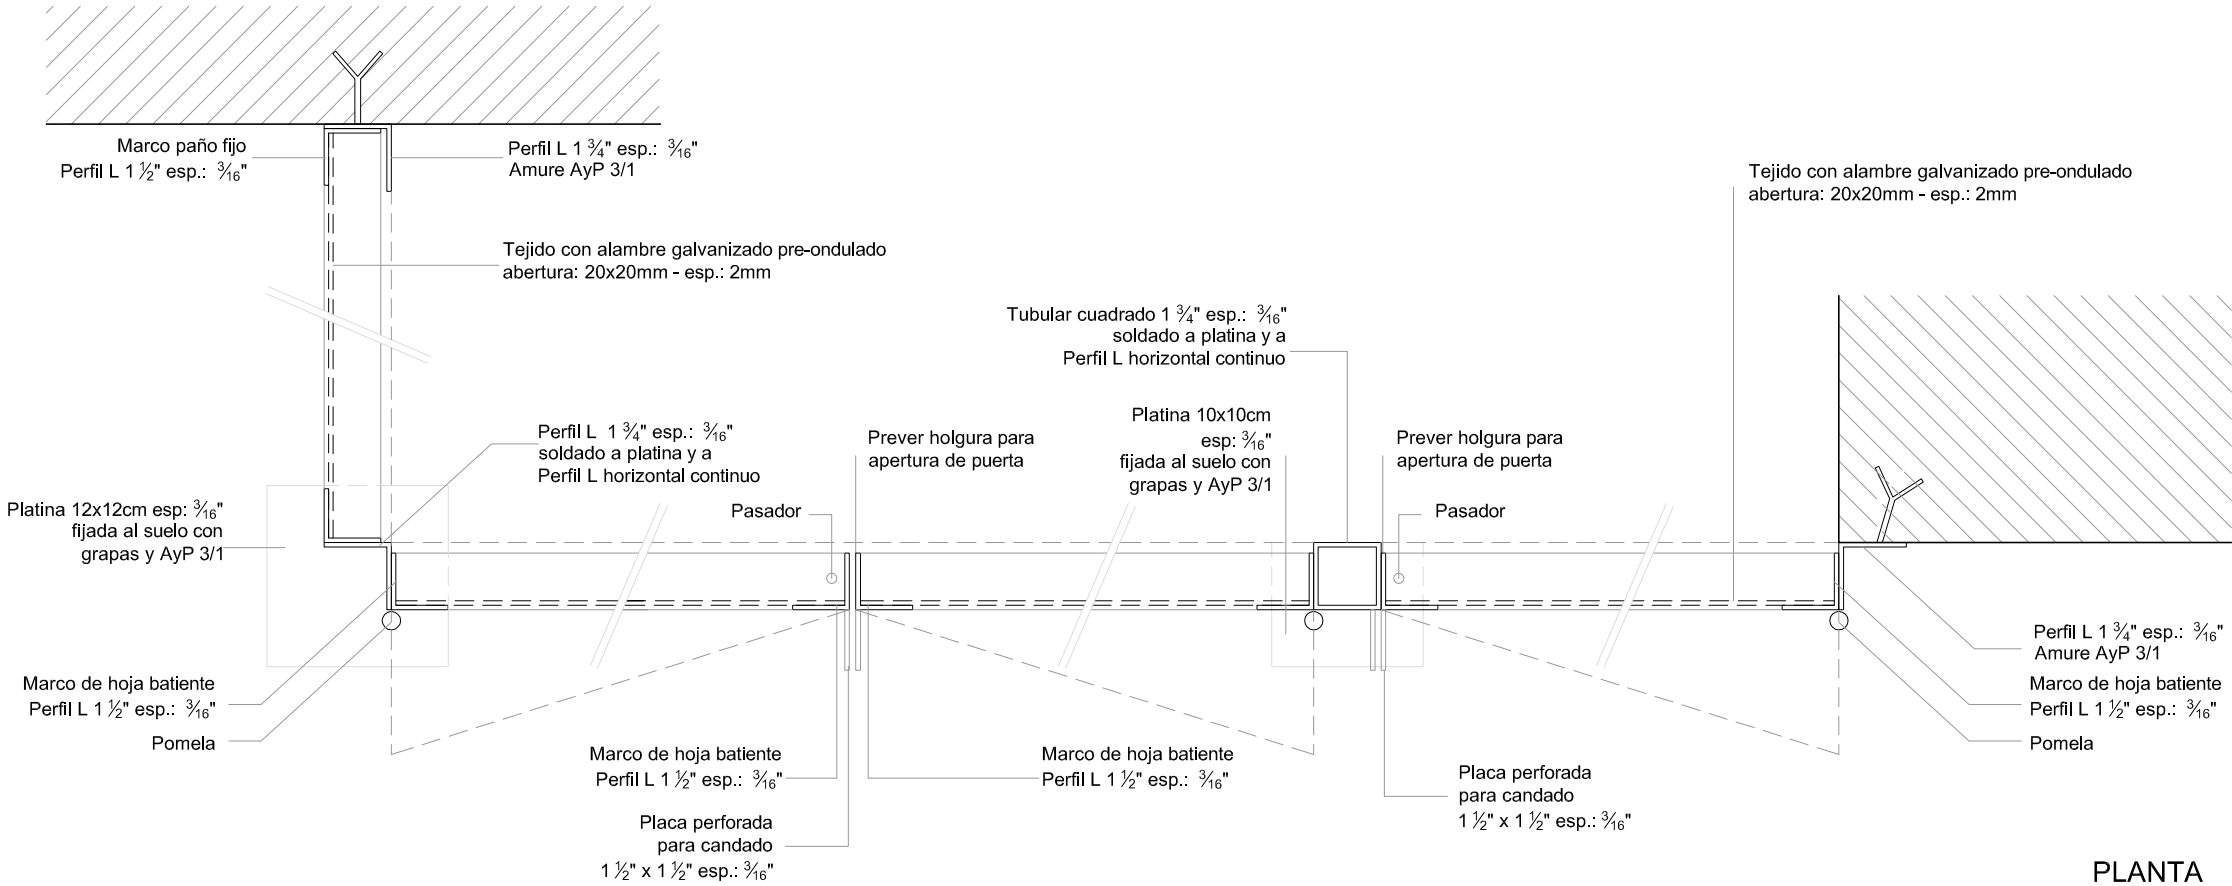 Marco paño fijo
Perfil L 1 ½" esp.: 3⁄16"
Perfil L 1 ¾" esp.: 3⁄16"
Amure AyP 3/1
Tejido con alambre galvanizado pre-ondulado
abertura: 20x20mm - esp.: 2mm
Tejido con alambre galvanizado pre-ondulado
abertura: 20x20mm - esp.: 2mm
Tubular cuadrado 1 ¾" esp.: 3⁄16"
soldado a platina y a
Perfil L horizontal continuo
Perfil L 1 ¾" esp.: 3⁄16"
soldado a platina y a
Perfil L horizontal continuo
Prever holgura para
apertura de puerta
Platina 10x10cm
esp: 3⁄16"
fijada al suelo con
grapas y AyP 3/1
Prever holgura para
apertura de puerta
Platina 12x12cm esp: 3⁄16"
fijada al suelo con
grapas y AyP 3/1
Pasador
Pasador
Marco de hoja batiente
Perfil L 1 ½" esp.: 3⁄16"
Pomela
Perfil L 1 ¾" esp.: 3⁄16"
Amure AyP 3/1
Marco de hoja batiente
Perfil L 1 ½" esp.: 3⁄16"
Pomela
Marco de hoja batiente
Perfil L 1 ½" esp.: 3⁄16"
Marco de hoja batiente
Perfil L 1 ½" esp.: 3⁄16"
Placa perforada
para candado
1 ½" x 1 ½" esp.: 3⁄16"
Placa perforada
para candado
1 ½" x 1 ½" esp.: 3⁄16"
PLANTA